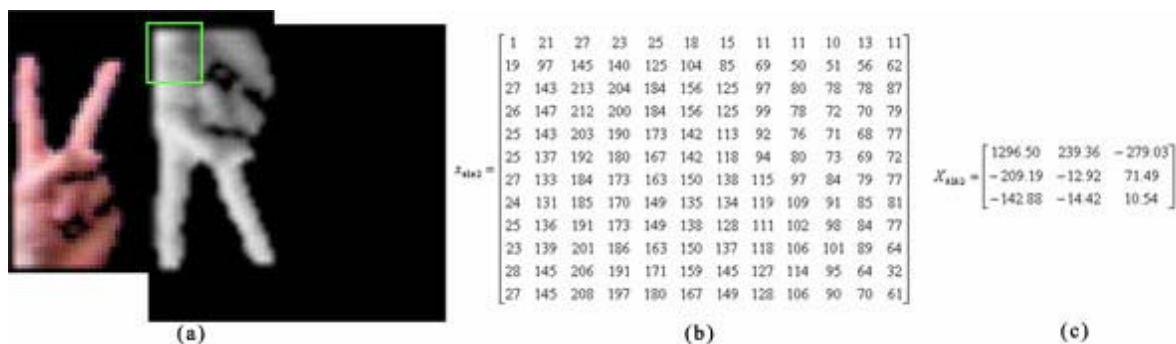 x_sin2 =
1 21 27 23 25 18 15 11 11 10 13 11
19 97 145 140 125 104 85 69 50 51 56 62
27 143 213 204 184 156 125 97 80 78 78 87
26 147 212 200 184 156 125 99 78 72 70 79
25 143 203 190 173 142 113 92 76 71 68 77
25 137 192 180 167 142 118 94 80 73 69 72
27 133 184 173 163 150 138 115 97 84 79 77
24 131 185 170 149 135 134 119 109 91 85 81
25 136 191 173 149 138 128 111 102 98 84 77
23 139 201 186 163 150 137 118 106 101 89 64
28 145 206 191 171 159 145 127 114 95 64 32
27 145 208 197 180 167 149 128 106 90 70 61
X_sin2 =
1296.50 239.36 −279.03
−209.19 −12.92 71.49
−142.88 −14.42 10.54
(a) (b) (c)